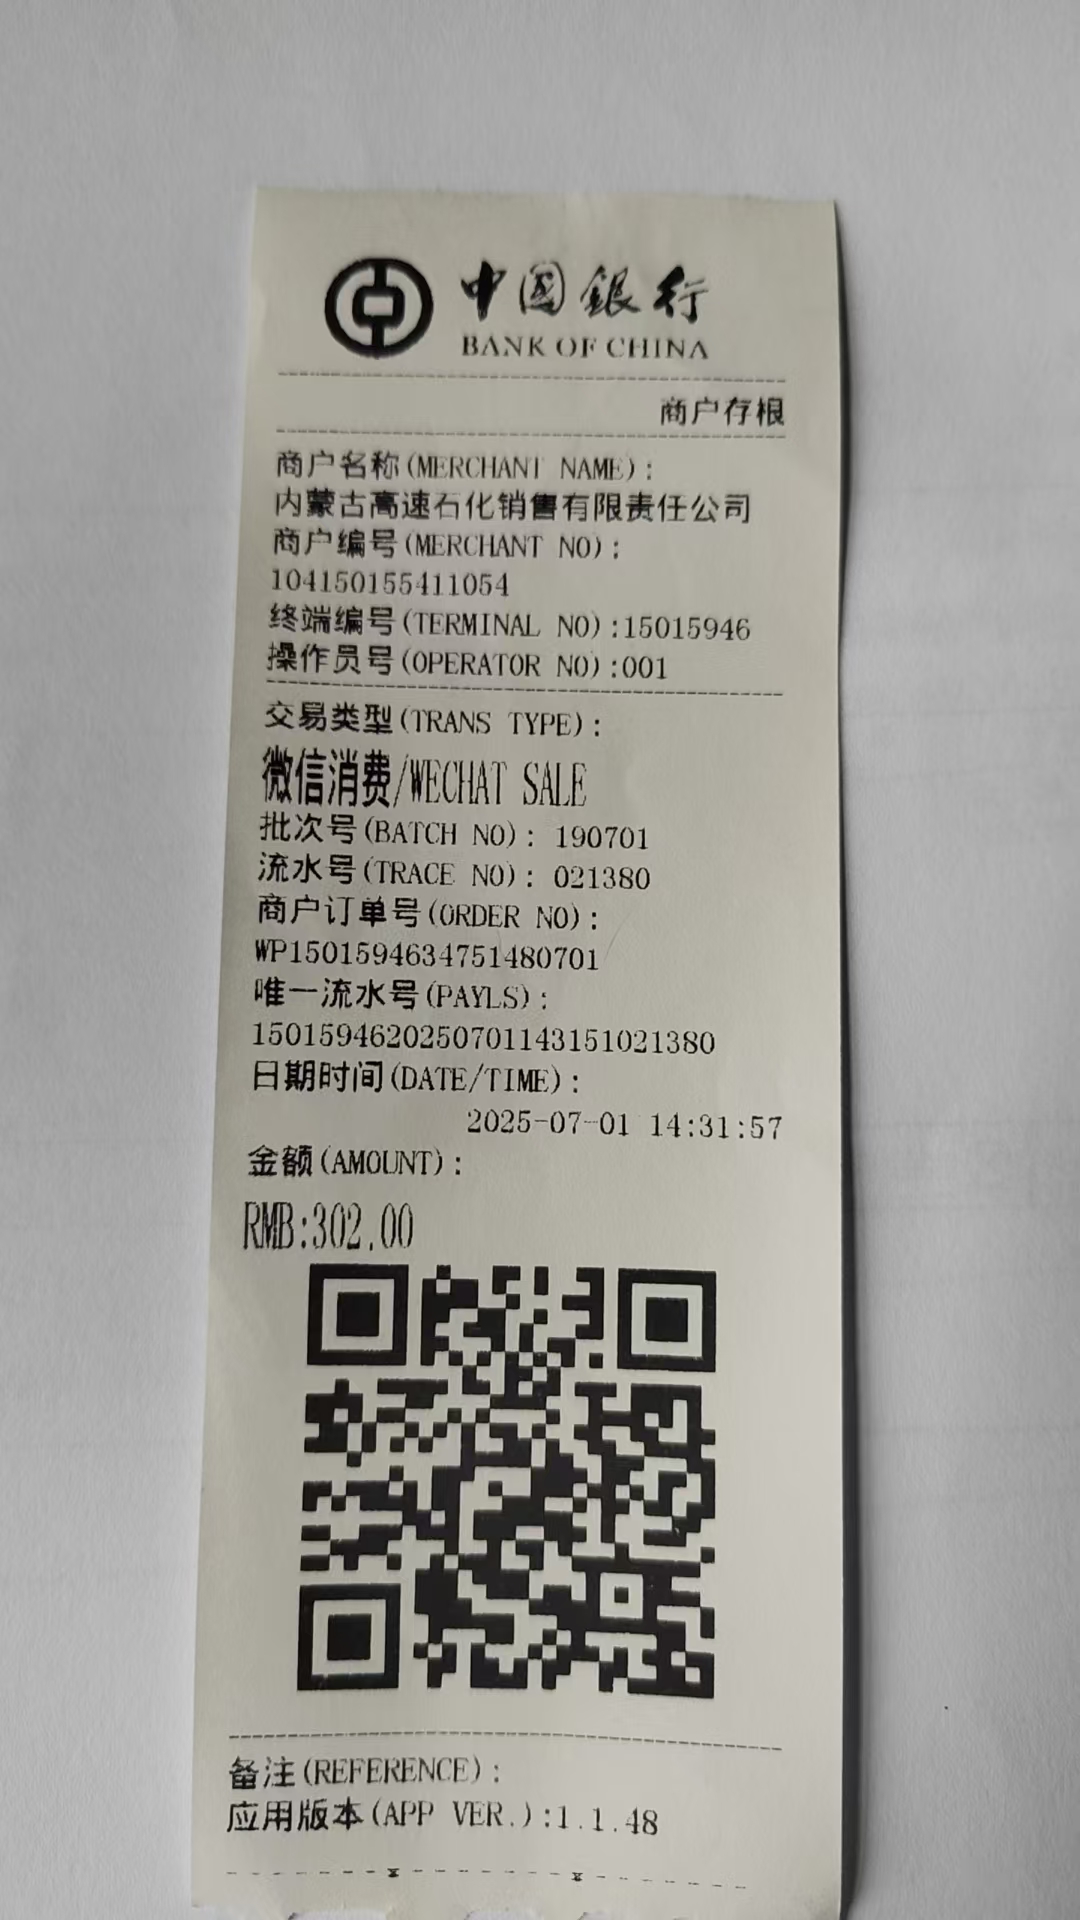 中国銀行
BANK OF CHINA
商户存根
商户名称(MERCHANT NAME):
内蒙古高速石化销售有限责任公司
商户编号(MERCHANT NO):
104150155411054
终端编号(TERMINAL NO):15015946
操作员号(OPERATOR NO):001
交易类型(TRANS TYPE):
微信消费/WECHAT SALE
批次号(BATCH NO): 190701
流水号(TRACE NO): 021380
商户订单号(ORDER NO):
WP1501594634751480701
唯一流水号(PAYLS):
1501594620250701143151021380
日期时间(DATE/TIME):
2025-07-01 14:31:57
金额(AMOUNT):
RMB:302.00
备注(REFERENCE):
应用版本(APP VER.):1.1.48